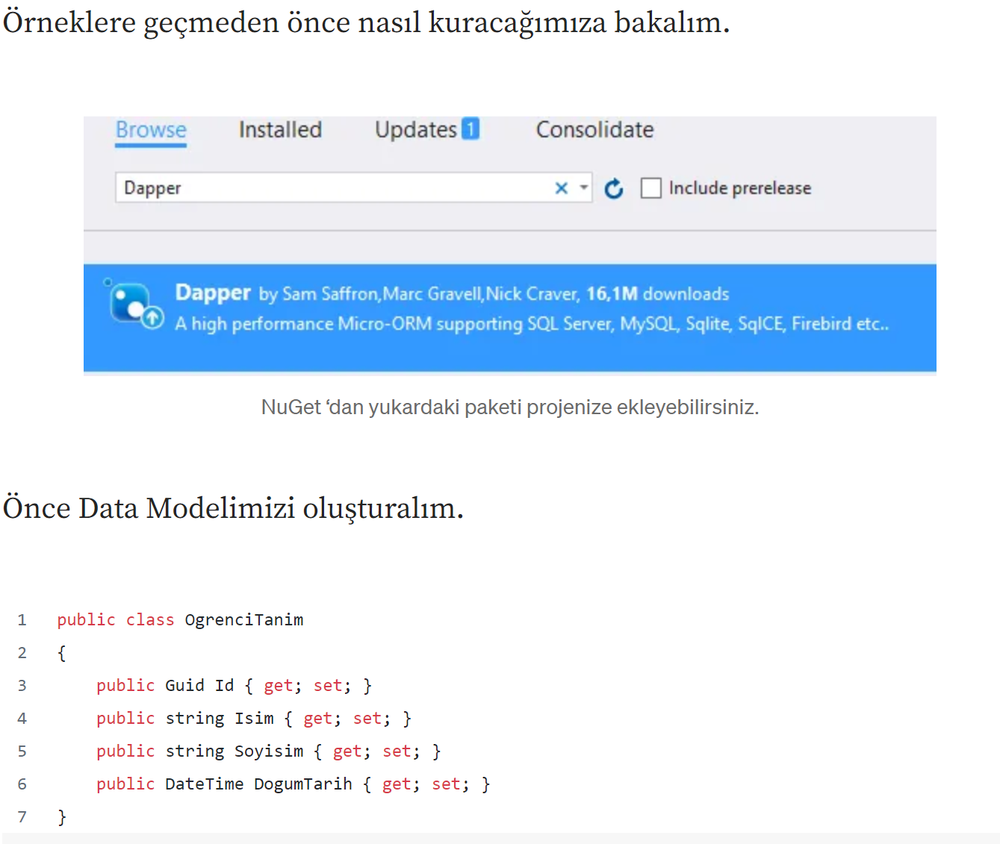 Örneklere geçmeden önce nasıl kuracağımıza bakalım.
Browse Installed Updates 1 Consolidate
Dapper Include prerelease
Dapper by Sam Saffron,Marc Gravell,Nick Craver, 16,1M downloads
A high performance Micro-ORM supporting SQL Server, MySQL, Sqlite, SqlCE, Firebird etc..
NuGet ‘dan yukardaki paketi projenize ekleyebilirsiniz.
Önce Data Modelimizi oluşturalım.
1 public class OgrenciTanim
2 {
3 public Guid Id { get; set; }
4 public string Isim { get; set; }
5 public string Soyisim { get; set; }
6 public DateTime DogumTarih { get; set; }
7 }